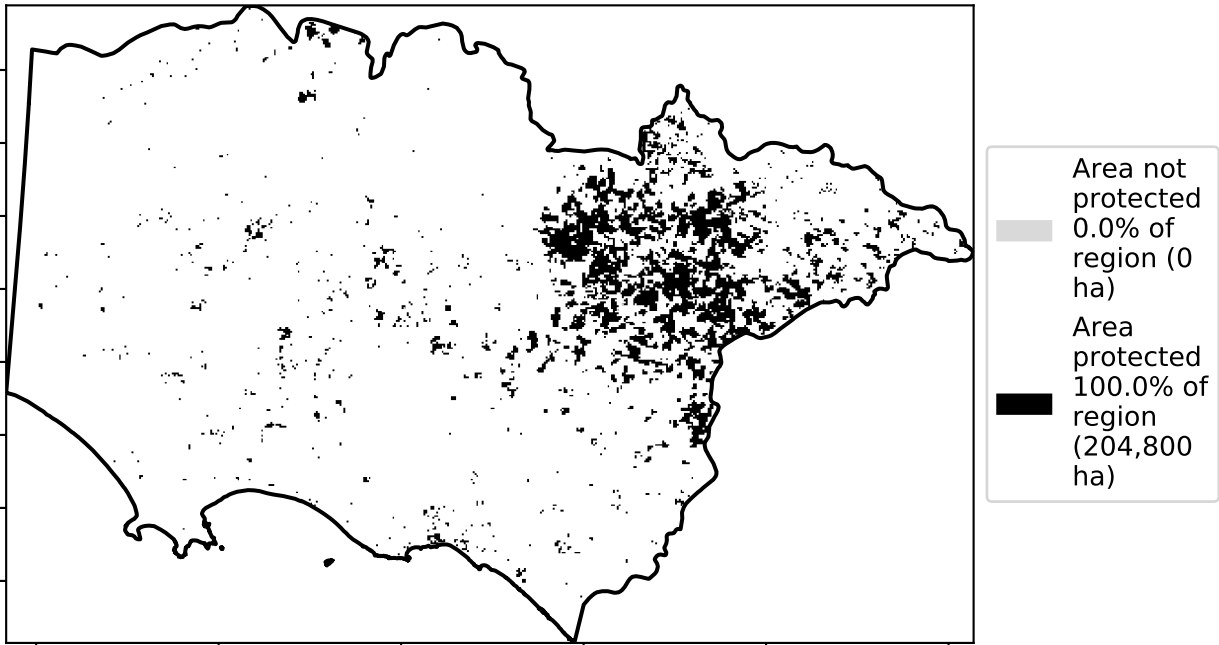 Area not
protected
0.0% of
region (0
ha)
Area
protected
100.0% of
region
(204,800
ha)